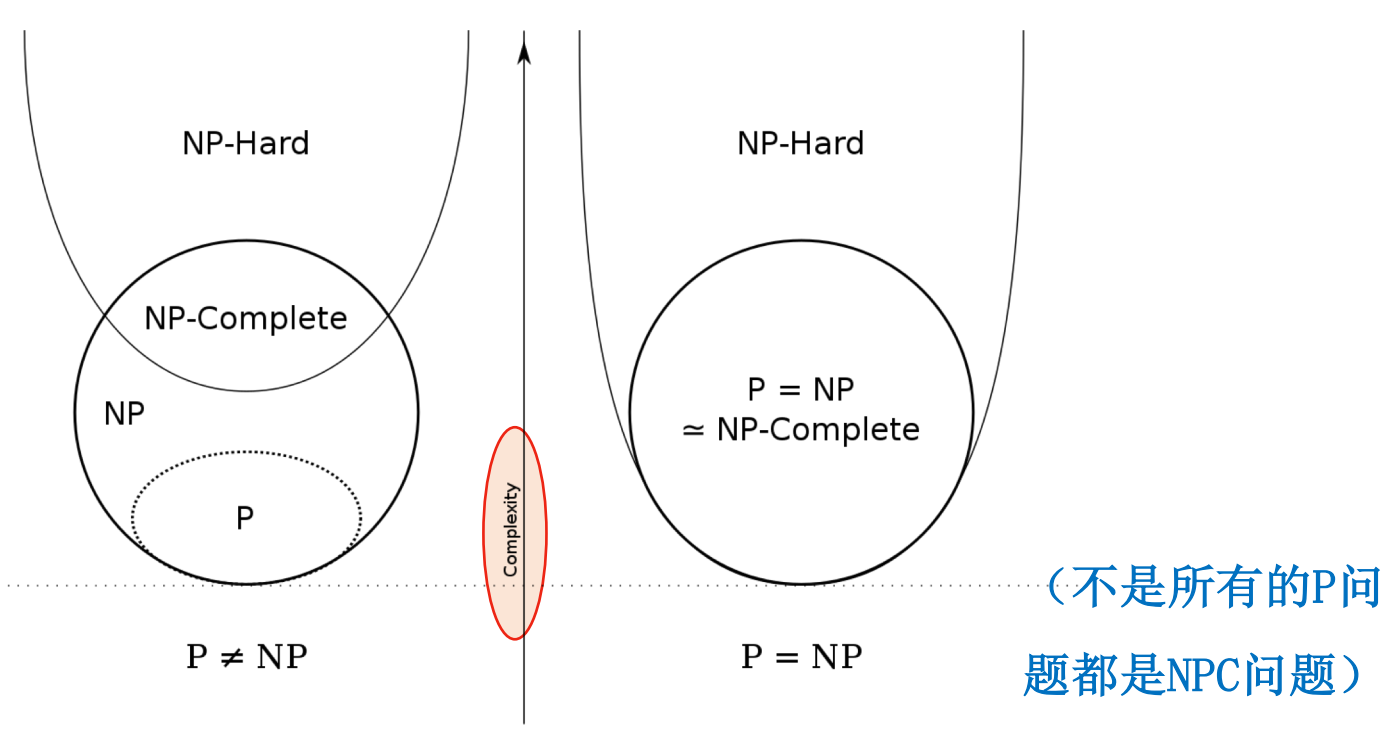 NP-Hard
NP-Complete
NP
P
P ≠ NP
Complexity
NP-Hard
P = NP
≃ NP-Complete
P = NP
（不是所有的P问
题都是NPC问题）